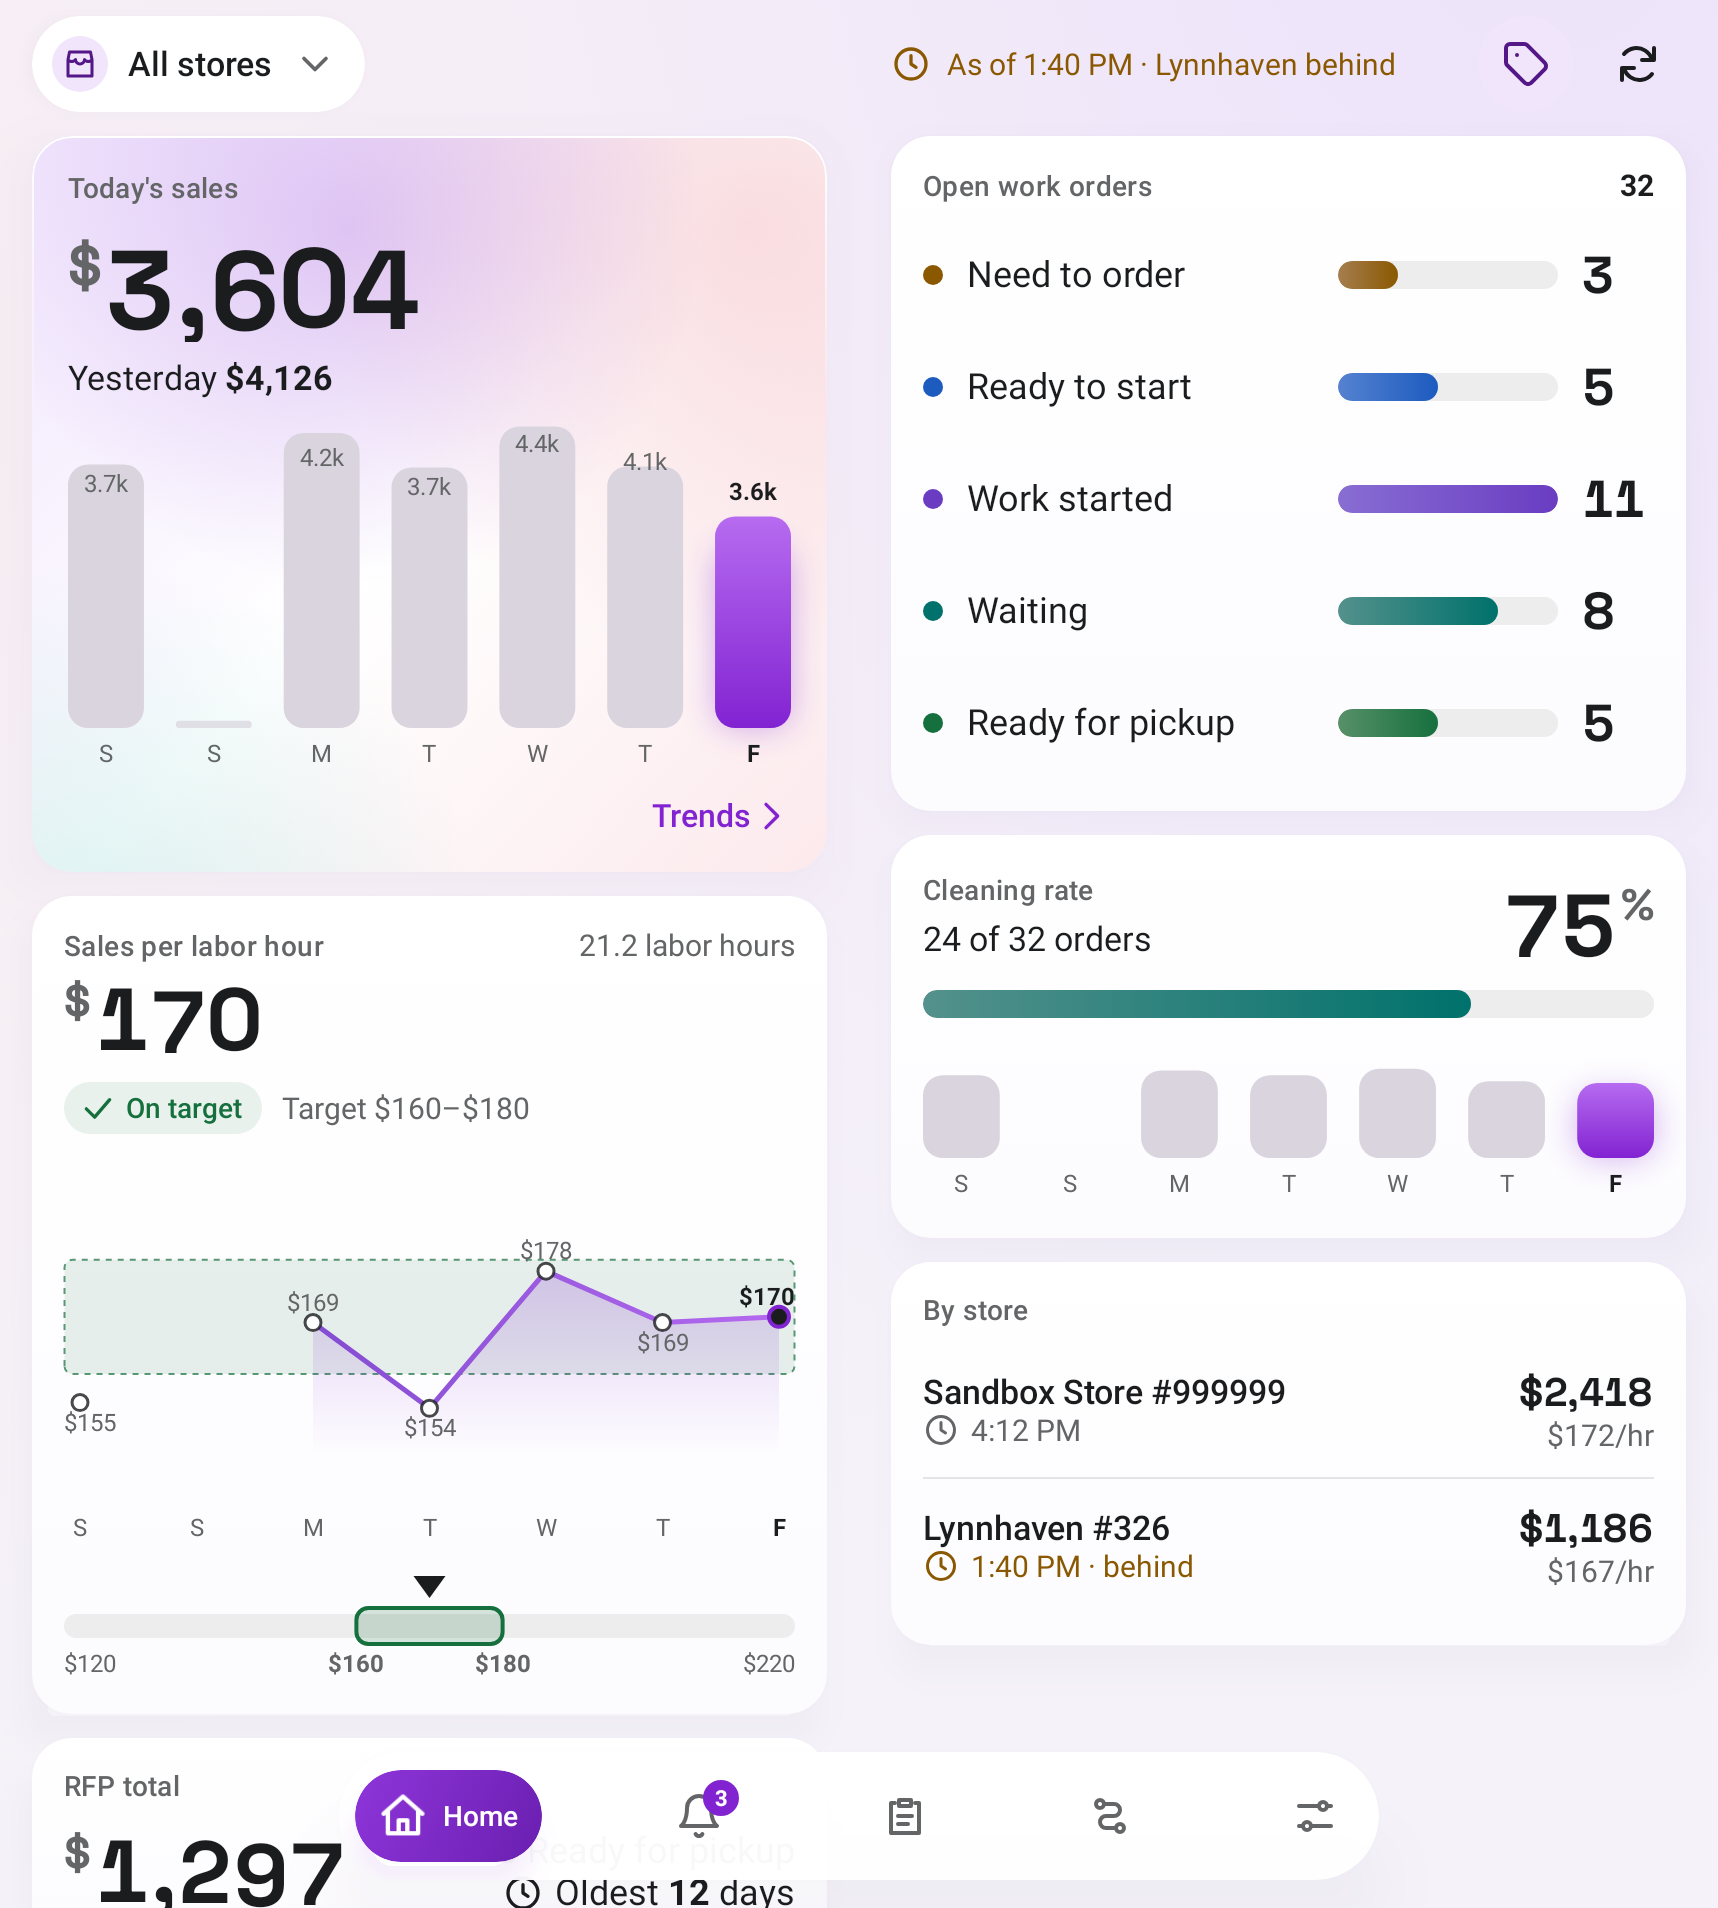 All stores
As of 1:40 PM · Lynnhaven behind
Today's sales
$3,604
Yesterday $4,126
3.7k
4.2k
3.7k
4.4k
4.1k
3.6k
S S M T W T F
Trends
Sales per labor hour
21.2 labor hours
$170
On target
Target $160–$180
$155
$169
$154
$178
$169
$170
S S M T W T F
$120 $160 $180 $220
RFP total
$1,297
Ready for pickup
Oldest 12 days
Open work orders 32
Need to order 3
Ready to start 5
Work started 11
Waiting 8
Ready for pickup 5
Cleaning rate
24 of 32 orders
75%
S S M T W T F
By store
Sandbox Store #999999 $2,418
4:12 PM $172/hr
Lynnhaven #326 $1,186
1:40 PM · behind $167/hr
Home
3